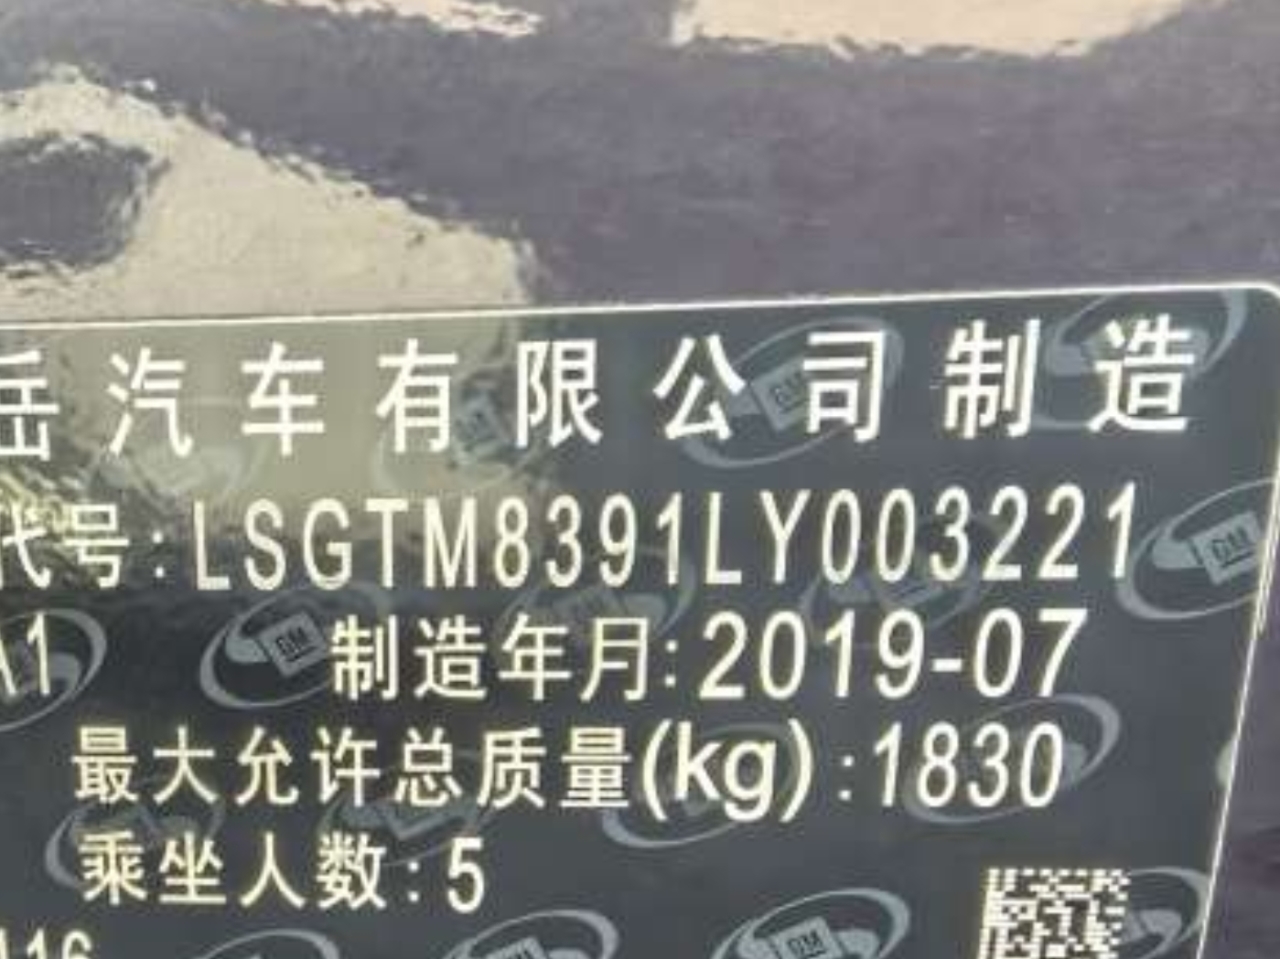 岳汽车有限公司制造
代号:LSGTM8391LY003221
A1 制造年月:2019-07
最大允许总质量(kg):1830
乘坐人数:5
GM